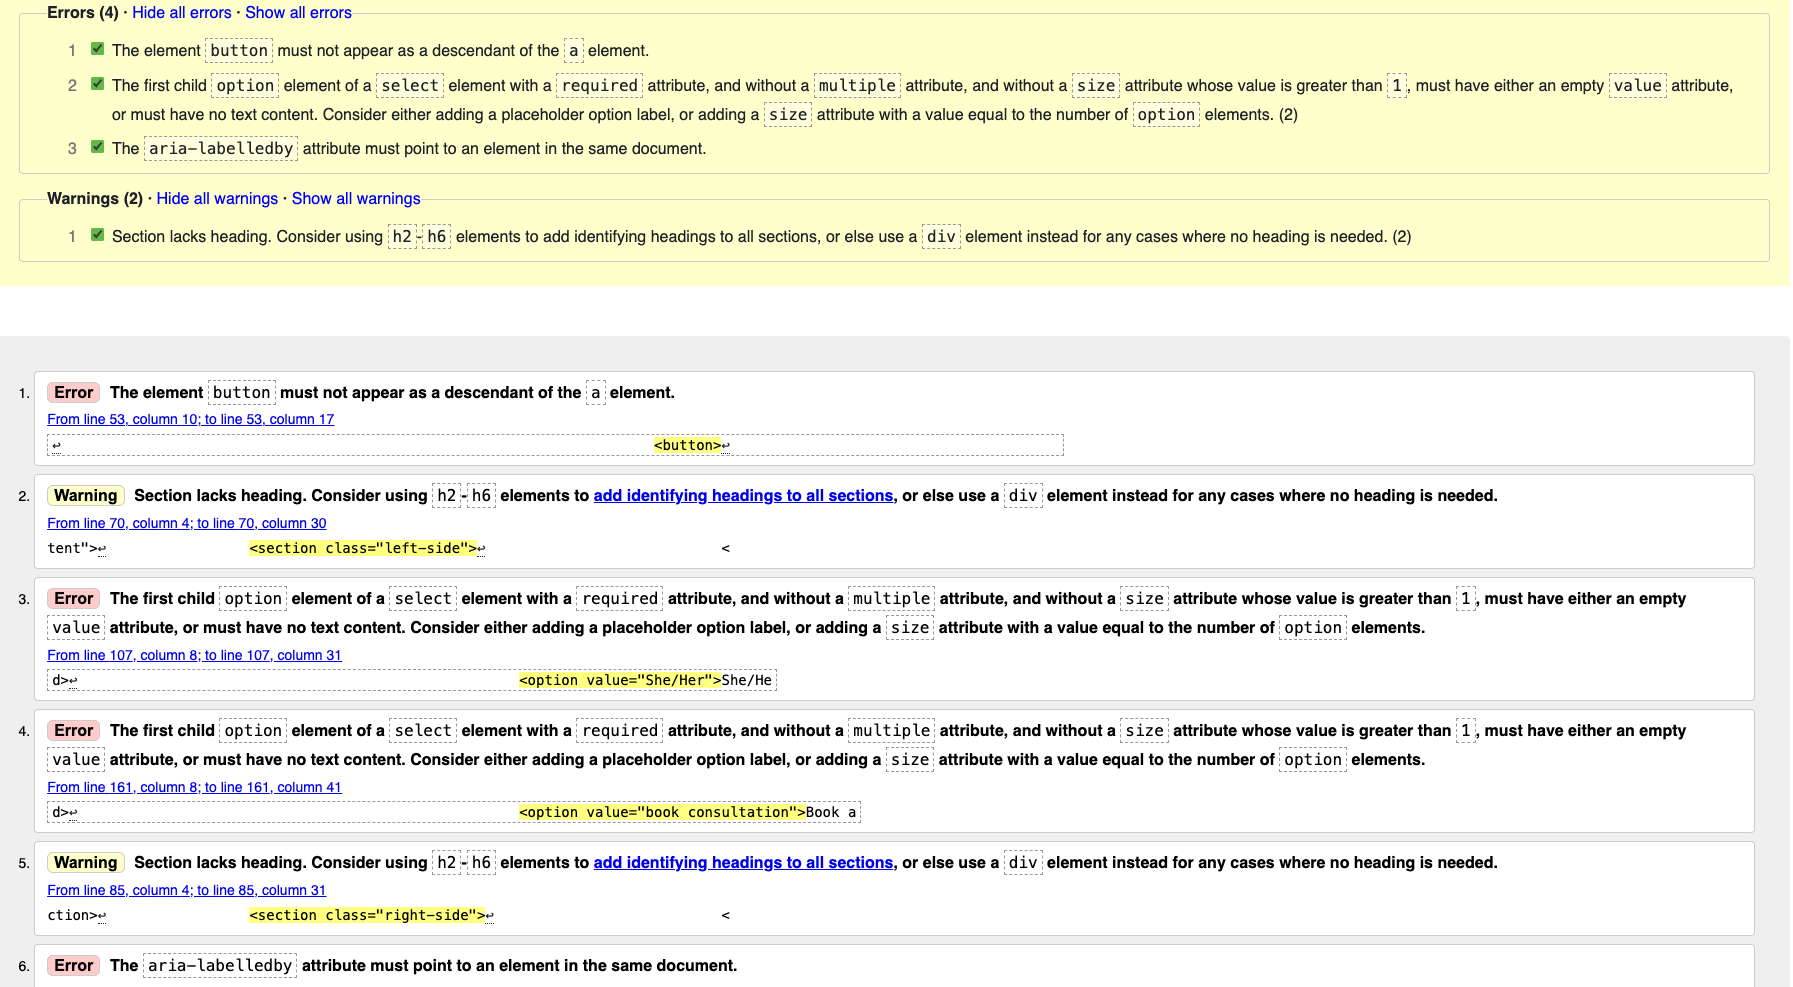 Errors (4) · Hide all errors · Show all errors
1 The element button must not appear as a descendant of the a element.
2 The first child option element of a select element with a required attribute, and without a multiple attribute, and without a size attribute whose value is greater than 1, must have either an empty value attribute,
or must have no text content. Consider either adding a placeholder option label, or adding a size attribute with a value equal to the number of option elements. (2)
3 The aria-labelledby attribute must point to an element in the same document.
Warnings (2) · Hide all warnings · Show all warnings
1 Section lacks heading. Consider using h2-h6 elements to add identifying headings to all sections, or else use a div element instead for any cases where no heading is needed. (2)
1. Error The element button must not appear as a descendant of the a element.
From line 53, column 10; to line 53, column 17
↩ <button>↩
2. Warning Section lacks heading. Consider using h2-h6 elements to add identifying headings to all sections, or else use a div element instead for any cases where no heading is needed.
From line 70, column 4; to line 70, column 30
tent">↩ <section class="left-side">↩ <
3. Error The first child option element of a select element with a required attribute, and without a multiple attribute, and without a size attribute whose value is greater than 1, must have either an empty
value attribute, or must have no text content. Consider either adding a placeholder option label, or adding a size attribute with a value equal to the number of option elements.
From line 107, column 8; to line 107, column 31
d>↩ <option value="She/Her">She/He
4. Error The first child option element of a select element with a required attribute, and without a multiple attribute, and without a size attribute whose value is greater than 1, must have either an empty
value attribute, or must have no text content. Consider either adding a placeholder option label, or adding a size attribute with a value equal to the number of option elements.
From line 161, column 8; to line 161, column 41
d>↩ <option value="book consultation">Book a
5. Warning Section lacks heading. Consider using h2-h6 elements to add identifying headings to all sections, or else use a div element instead for any cases where no heading is needed.
From line 85, column 4; to line 85, column 31
ction>↩ <section class="right-side">↩ <
6. Error The aria-labelledby attribute must point to an element in the same document.